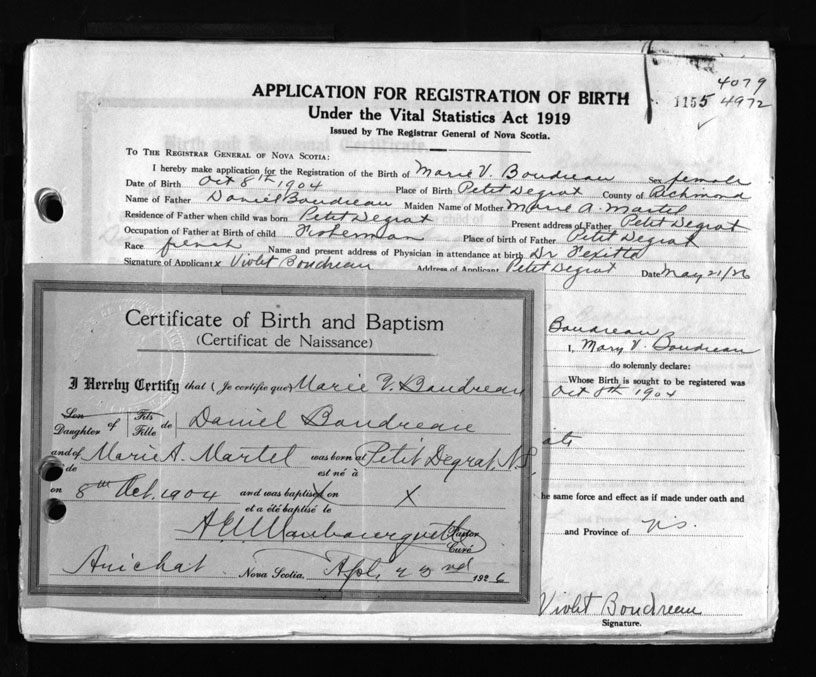 4079
1155 4972
APPLICATION FOR REGISTRATION OF BIRTH
Under the Vital Statistics Act 1919
Issued by The Registrar General of Nova Scotia.
To The Registrar General of Nova Scotia:
I hereby make application for the Registration of the Birth of Marie V. Boudreau Sex female
Date of Birth Oct 8th 1904 Place of Birth Petit Degrat County of Richmond
Name of Father Daniel Boudreau Maiden Name of Mother Marie A. Martel
Residence of Father when child was born Petit Degrat Present address of Father Petit Degrat
Occupation of Father at Birth of child Fisherman Place of birth of Father Petit Degrat
Race french Name and present address of Physician in attendance at birth Dr
Signature of Applicant x Violet Boudreau Address of Applicant Petit Degrat Date May 21/26
Certificate of Birth and Baptism
(Certificat de Naissance)
I Hereby Certify that (Je certifie que) Marie V. Boudreau
Son Fils
Daughter of Fille de Daniel Boudreau
and of Marie A. Martel was born at Petit Degrat N.S.
et de est né à
on 8th Oct. 1904 and was baptised on X
et a été baptisé le
Pastor
Curé
Arichat Nova Scotia. Apl. 23nd 1926
Boudreau
I, Mary V. Boudreau
do solemnly declare:
Whose Birth is sought to be registered was
Oct 8th 1904
ate
he same force and effect as if made under oath and
and Province of N.S.
Violet Boudreau
Signature.